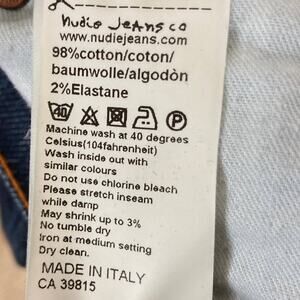 nudie jeans co
www.nudiejeans.com
98%cotton/coton/
baumwolle/algodòn
2%Elastane
40 P
Machine wash at 40 degrees
Celsius(104fahrenheit)
Wash inside out with
similar colours
Do not use chlorine bleach
Please stretch inseam
while damp
May shrink up to 3%
No tumble dry
Iron at medium setting
Dry clean.
MADE IN ITALY
CA 39815